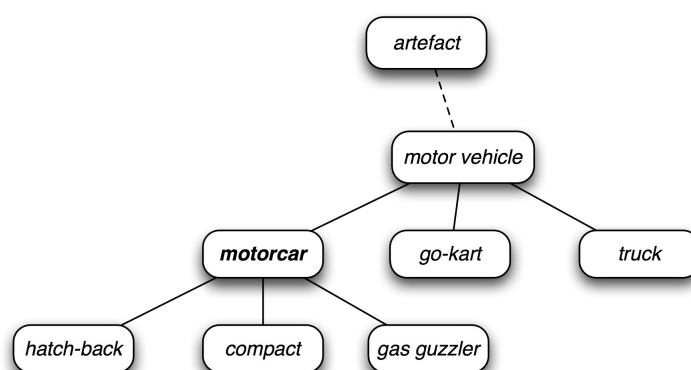 artefact
motor vehicle
motorcar
go-kart
truck
hatch-back
compact
gas guzzler